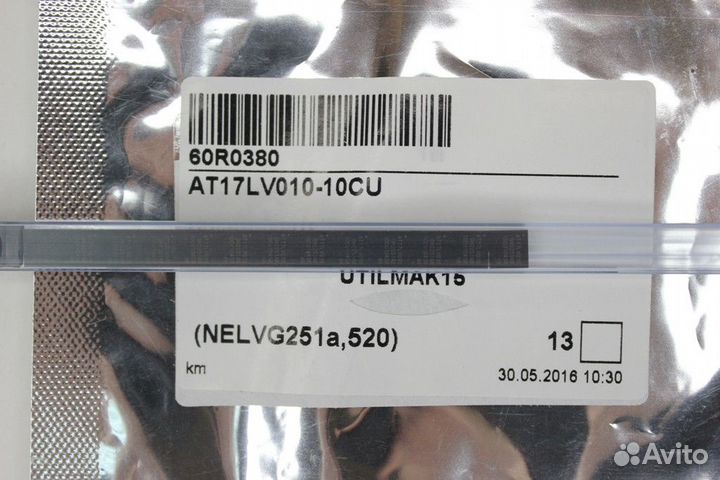 60R0380
AT17LV010-10CU
UTILMAK15
(NELVG251a,520)
13
km
30.05.2016 10:30
Avito